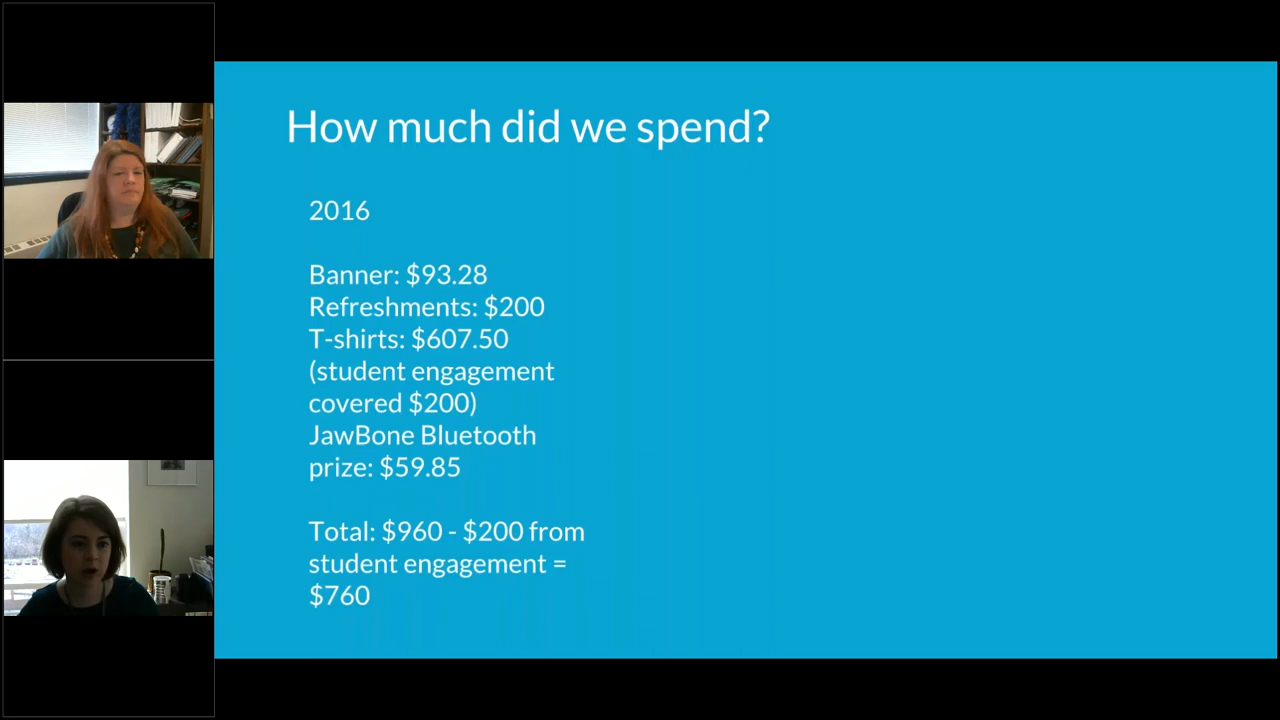 How much did we spend?
2016
Banner: $93.28
Refreshments: $200
T-shirts: $607.50
(student engagement
covered $200)
JawBone Bluetooth
prize: $59.85
Total: $960 - $200 from
student engagement =
$760